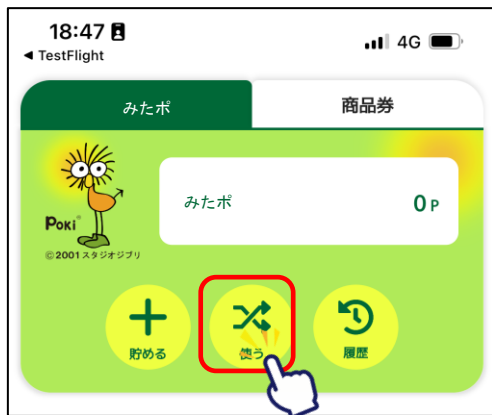 18:47
4G
◀ TestFlight
みたポ
商品券
みたポ
0 P
POKI®
©2001スタジオジブリ
貯める
使う
履歴